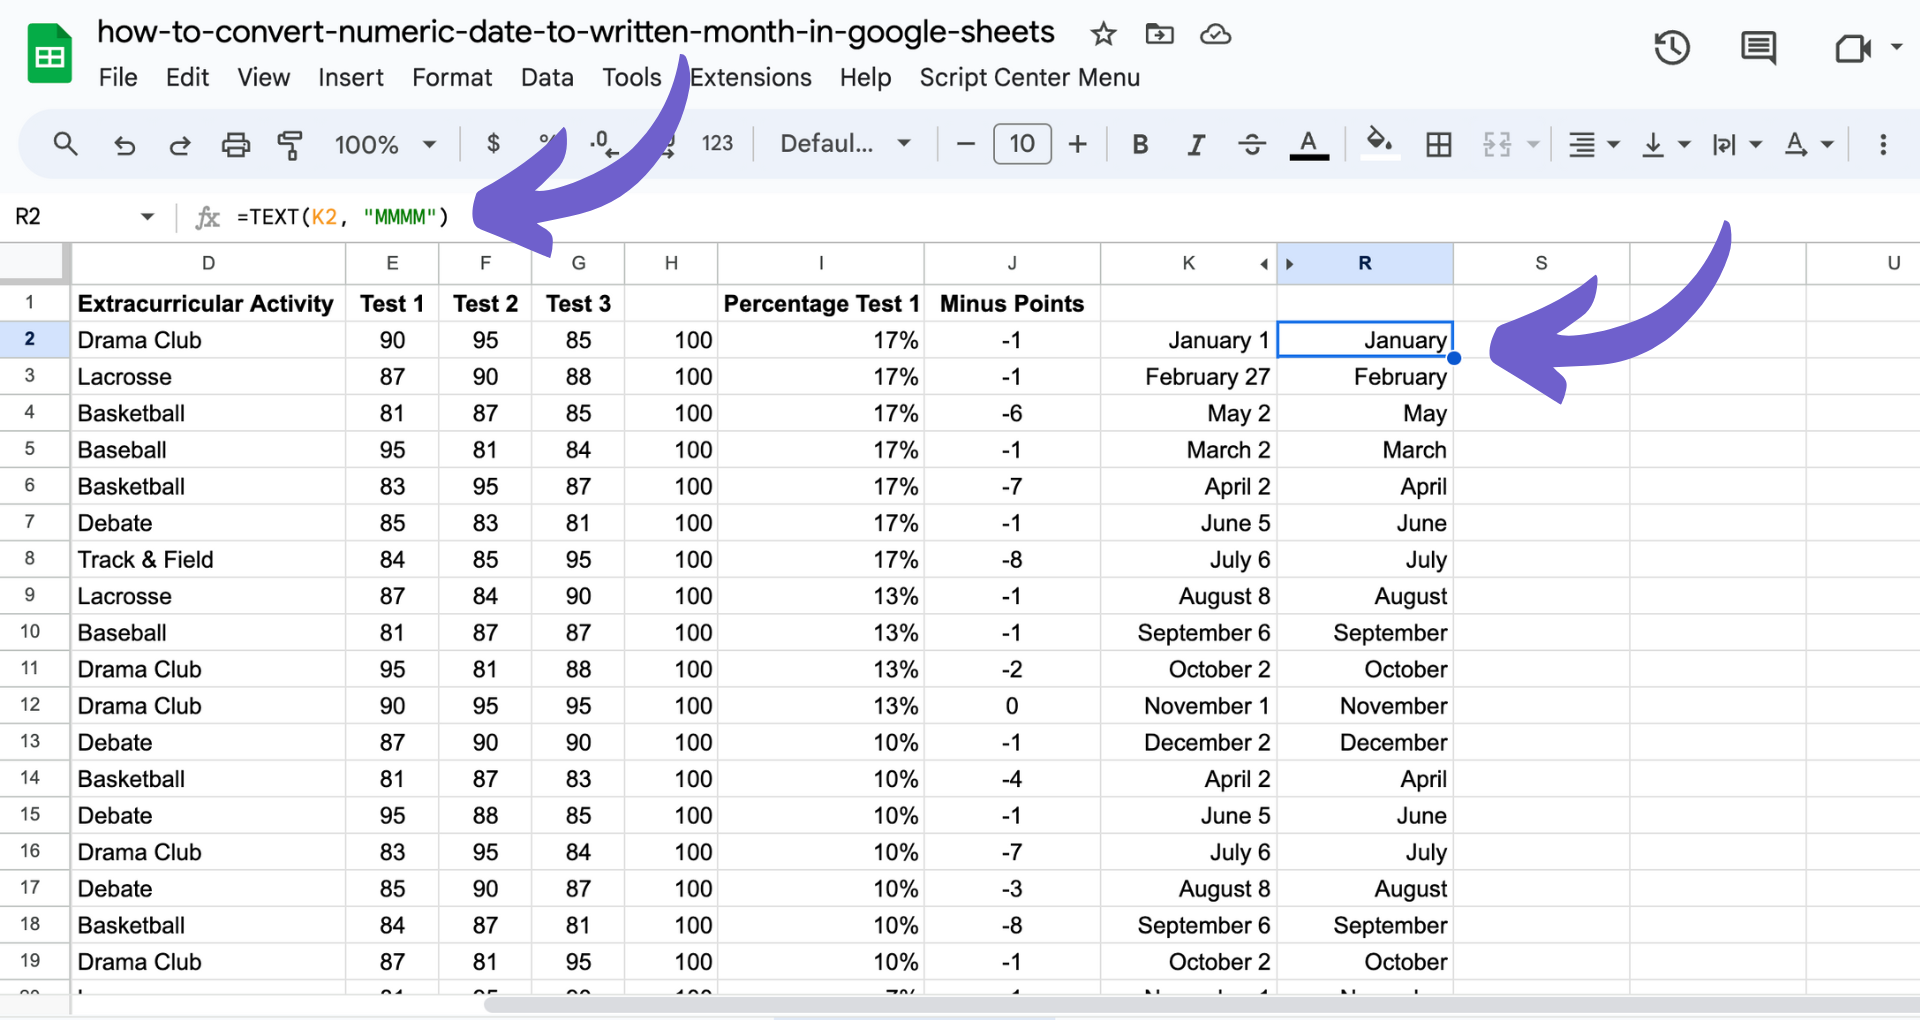 how-to-convert-numeric-date-to-written-month-in-google-sheets
File Edit View Insert Format Data Tools Extensions Help Script Center Menu
100% $ % .0 123 Defaul... 10 B I A A
R2 fx =TEXT(K2, "MMMM")
D E F G H I J K R S U
1 Extracurricular Activity Test 1 Test 2 Test 3 Percentage Test 1 Minus Points
2 Drama Club 90 95 85 100 17% -1 January 1 January
3 Lacrosse 87 90 88 100 17% -1 February 27 February
4 Basketball 81 87 85 100 17% -6 May 2 May
5 Baseball 95 81 84 100 17% -1 March 2 March
6 Basketball 83 95 87 100 17% -7 April 2 April
7 Debate 85 83 81 100 17% -1 June 5 June
8 Track & Field 84 85 95 100 17% -8 July 6 July
9 Lacrosse 87 84 90 100 13% -1 August 8 August
10 Baseball 81 87 87 100 13% -1 September 6 September
11 Drama Club 95 81 88 100 13% -2 October 2 October
12 Drama Club 90 95 95 100 13% 0 November 1 November
13 Debate 87 90 90 100 10% -1 December 2 December
14 Basketball 81 87 83 100 10% -4 April 2 April
15 Debate 95 88 85 100 10% -1 June 5 June
16 Drama Club 83 95 84 100 10% -7 July 6 July
17 Debate 85 90 87 100 10% -3 August 8 August
18 Basketball 84 87 81 100 10% -8 September 6 September
19 Drama Club 87 81 95 100 10% -1 October 2 October